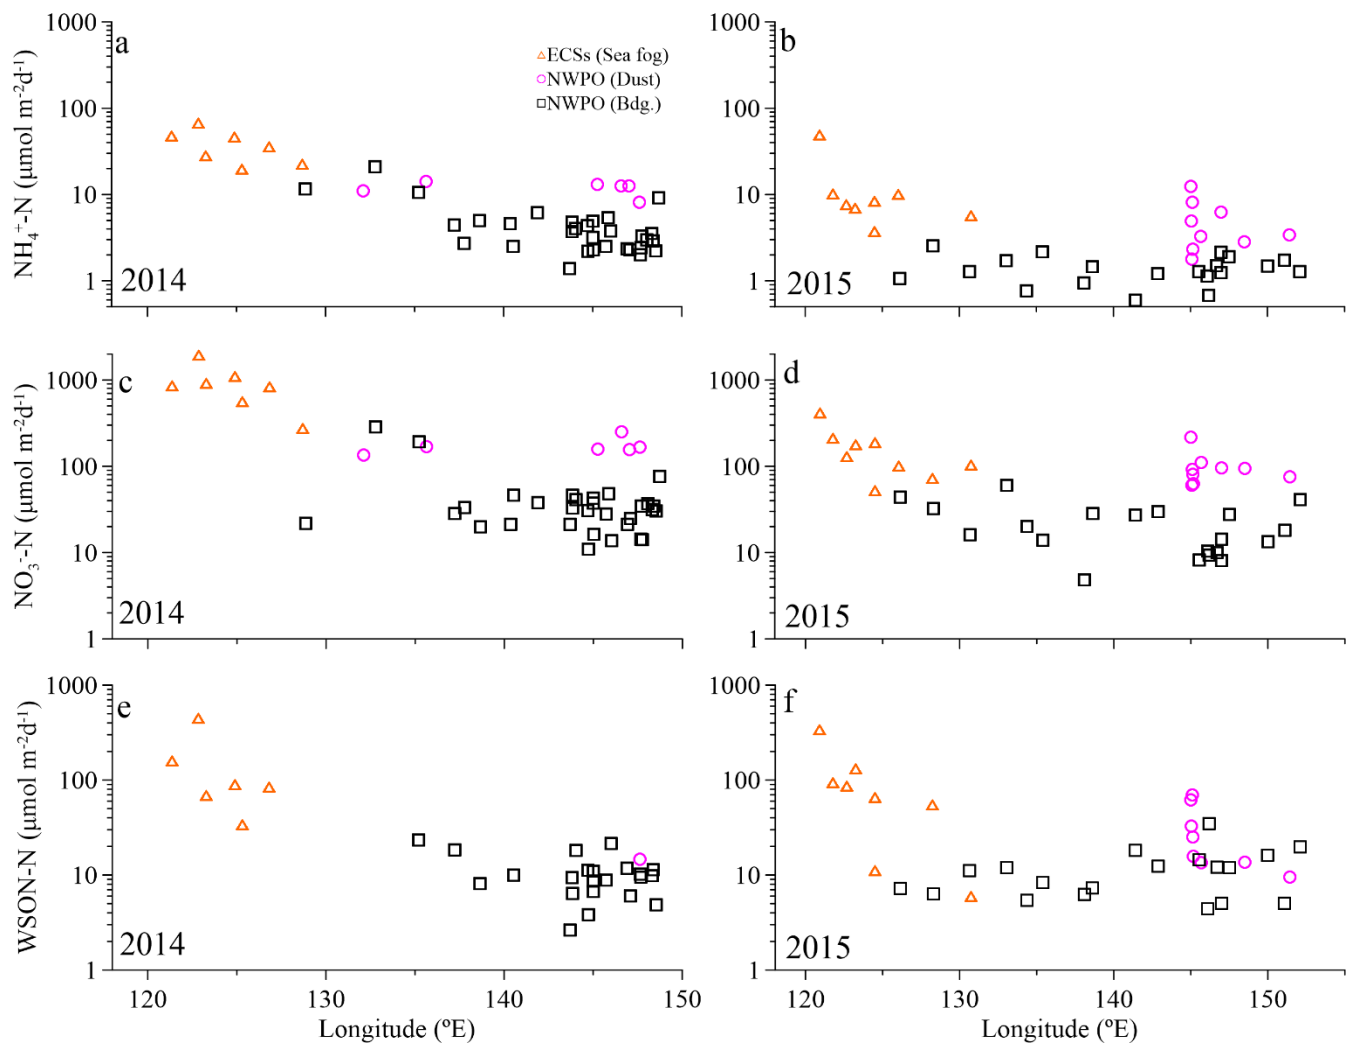 a
1000
100
10
1
NH₄⁺-N (μmol m⁻²d⁻¹)
2014
ECSs (Sea fog)
NWPO (Dust)
NWPO (Bdg.)
b
1000
100
10
1
2015
c
1000
100
10
1
NO₃⁻-N (μmol m⁻²d⁻¹)
2014
d
1000
100
10
1
2015
e
1000
100
10
1
WSON-N (μmol m⁻²d⁻¹)
2014
120 130 140 150
Longitude (ºE)
f
1000
100
10
1
2015
120 130 140 150
Longitude (ºE)